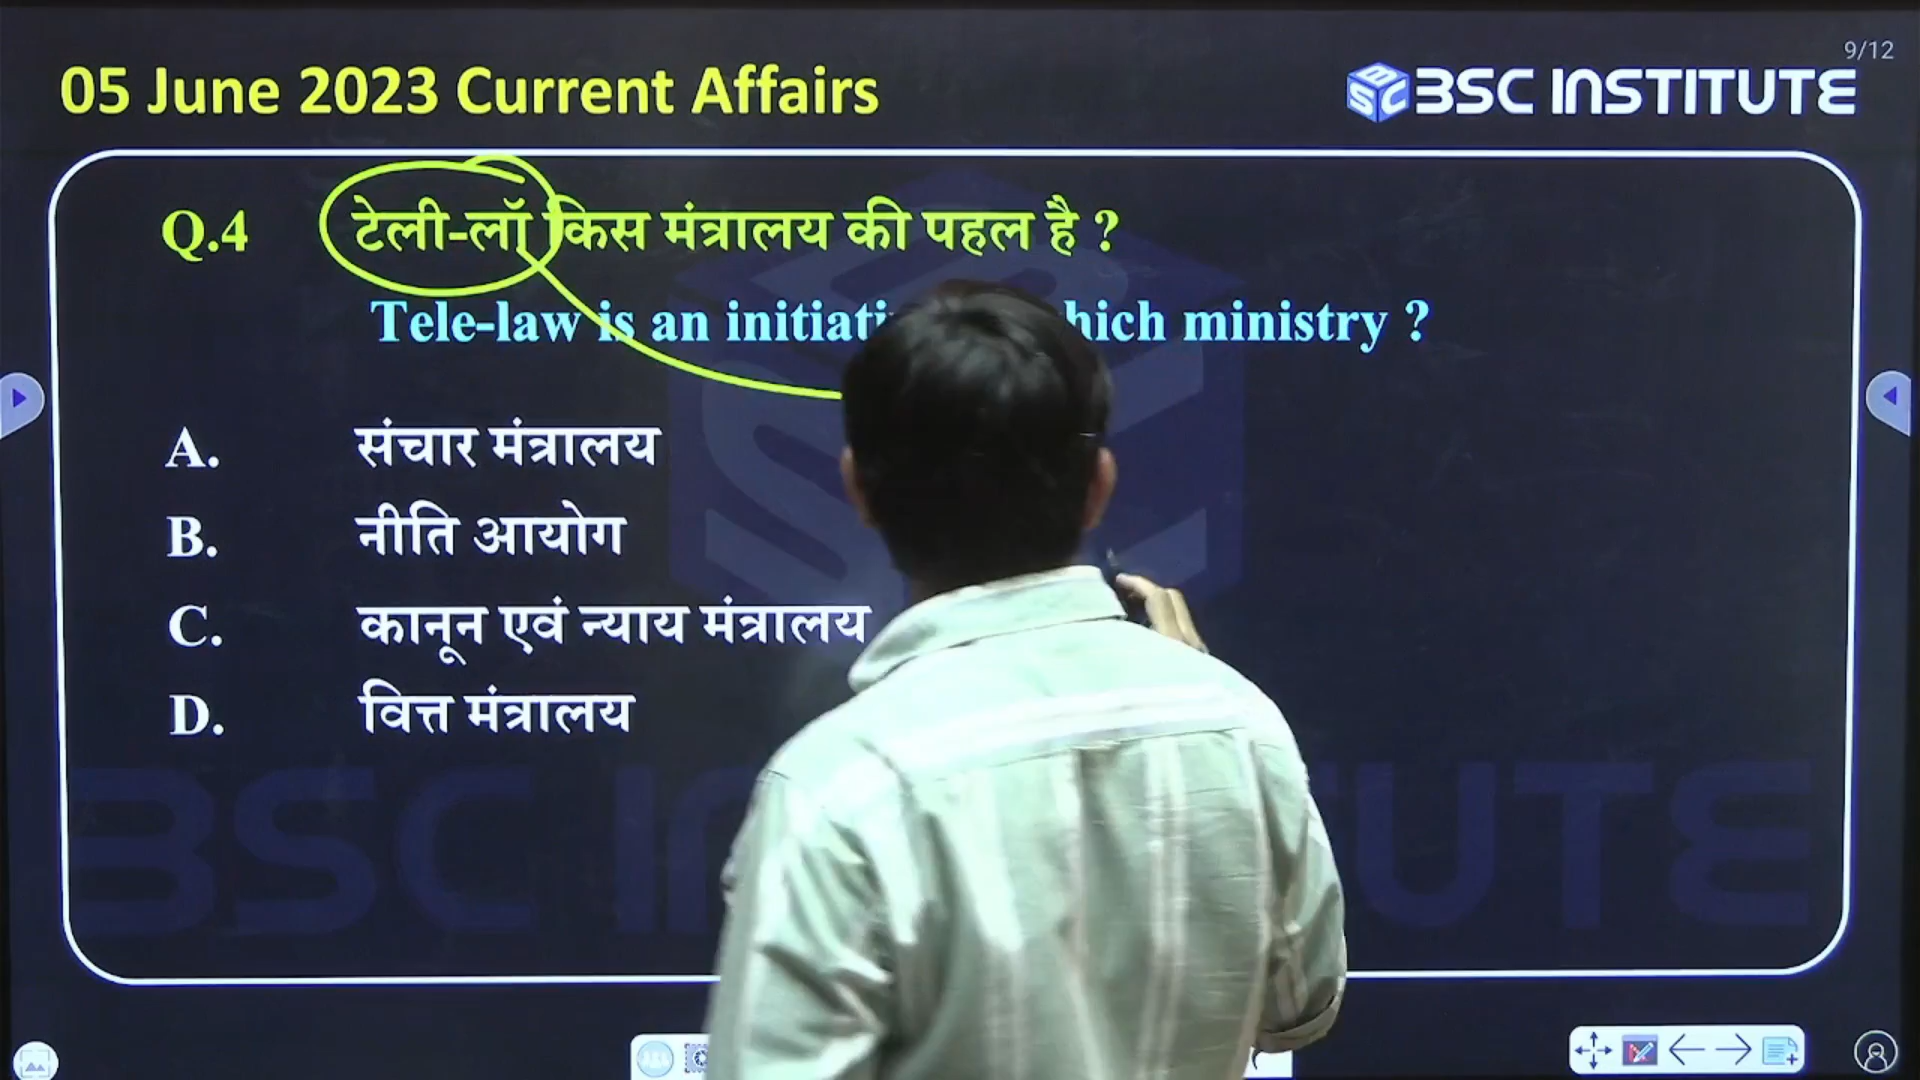 9/12
05 June 2023 Current Affairs
BSC INSTITUTE
Q.4 टेली-लॉ किस मंत्रालय की पहल है ?
Tele-law is an initiati hich ministry ?
A. संचार मंत्रालय
B. नीति आयोग
C. कानून एवं न्याय मंत्रालय
D. वित्त मंत्रालय